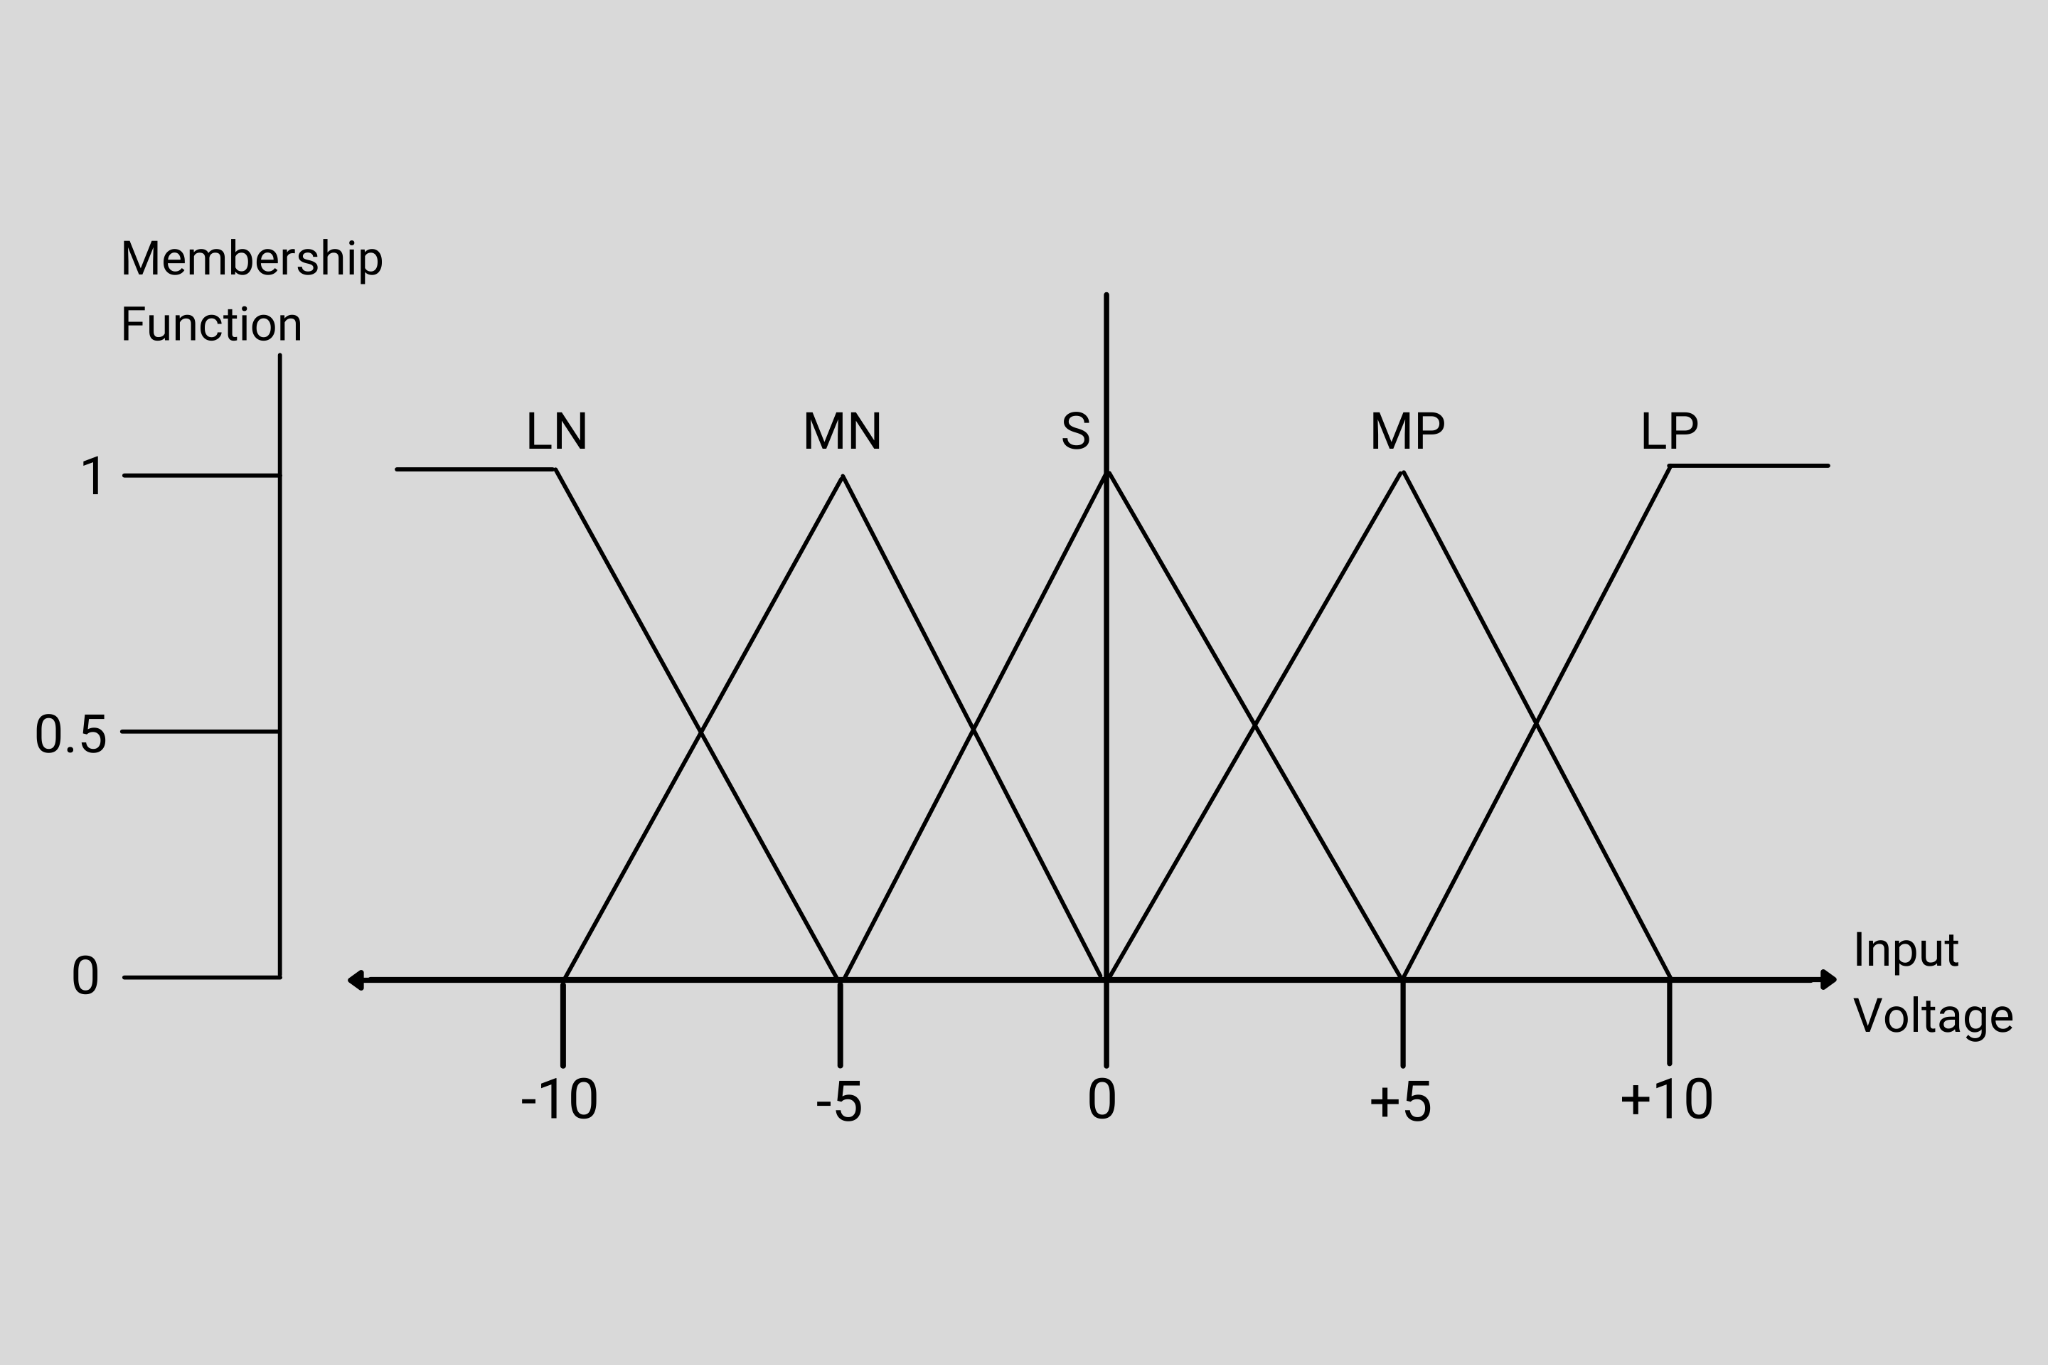 Membership
Function
LN
MN
S
MP
LP
1
0.5
0
Input
Voltage
-10
-5
0
+5
+10